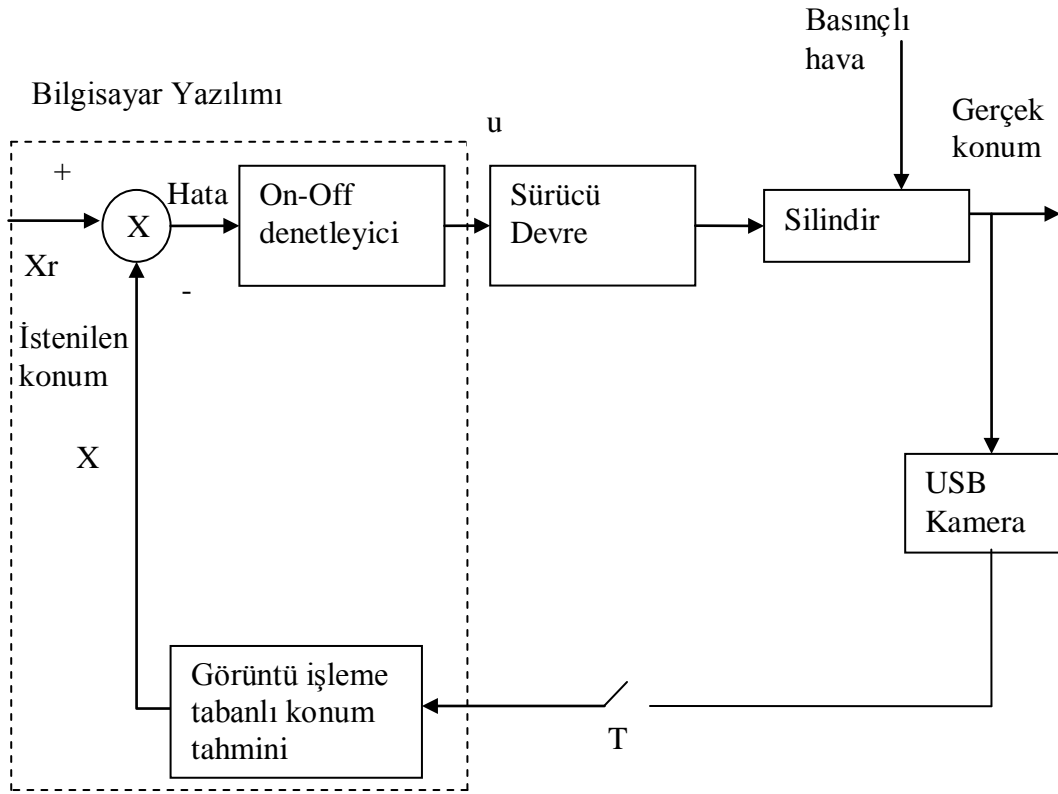 Basınçlı
hava
Bilgisayar Yazılımı
u
Gerçek
konum
+
X
Hata
On-Off
denetleyici
Sürücü
Devre
Silindir
Xr
-
İstenilen
konum
X
USB
Kamera
Görüntü işleme
tabanlı konum
tahmini
T